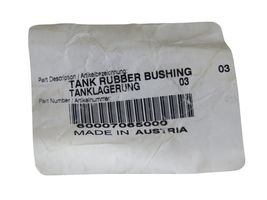 Part Description / Artikelbezeichnung
TANK RUBBER BUSHING 03
TANKLAGERUNG 03
Part Number / Artikelnummer
60007065000
MADE IN AUSTRIA